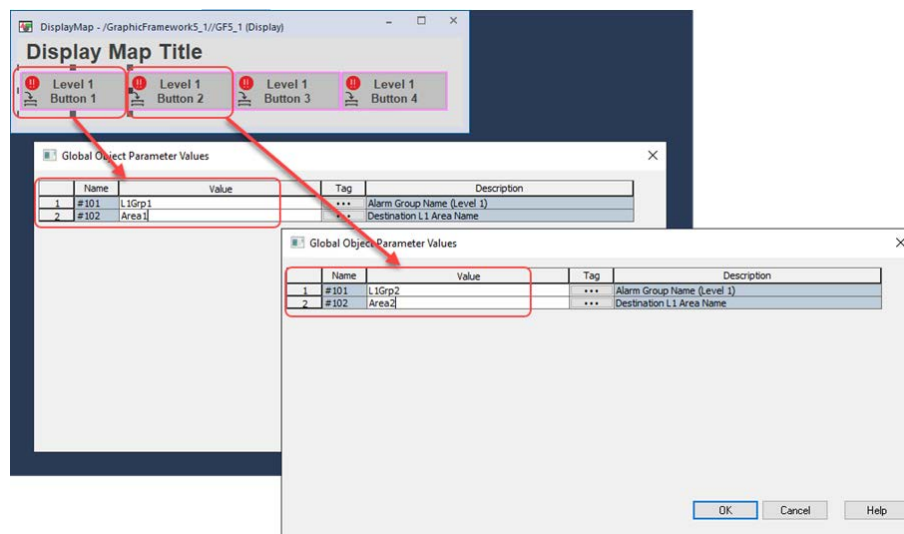 DisplayMap - /GraphicFramework5_1//GF5_1 (Display)
Display Map Title
Level 1
Button 1
Level 1
Button 2
Level 1
Button 3
Level 1
Button 4
Global Object Parameter Values
Name Value Tag Description
1 #101 L1Grp1 ... Alarm Group Name (Level 1)
2 #102 Area1 ... Destination L1 Area Name
Global Object Parameter Values
Name Value Tag Description
1 #101 L1Grp2 ... Alarm Group Name (Level 1)
2 #102 Area2 ... Destination L1 Area Name
OK Cancel Help